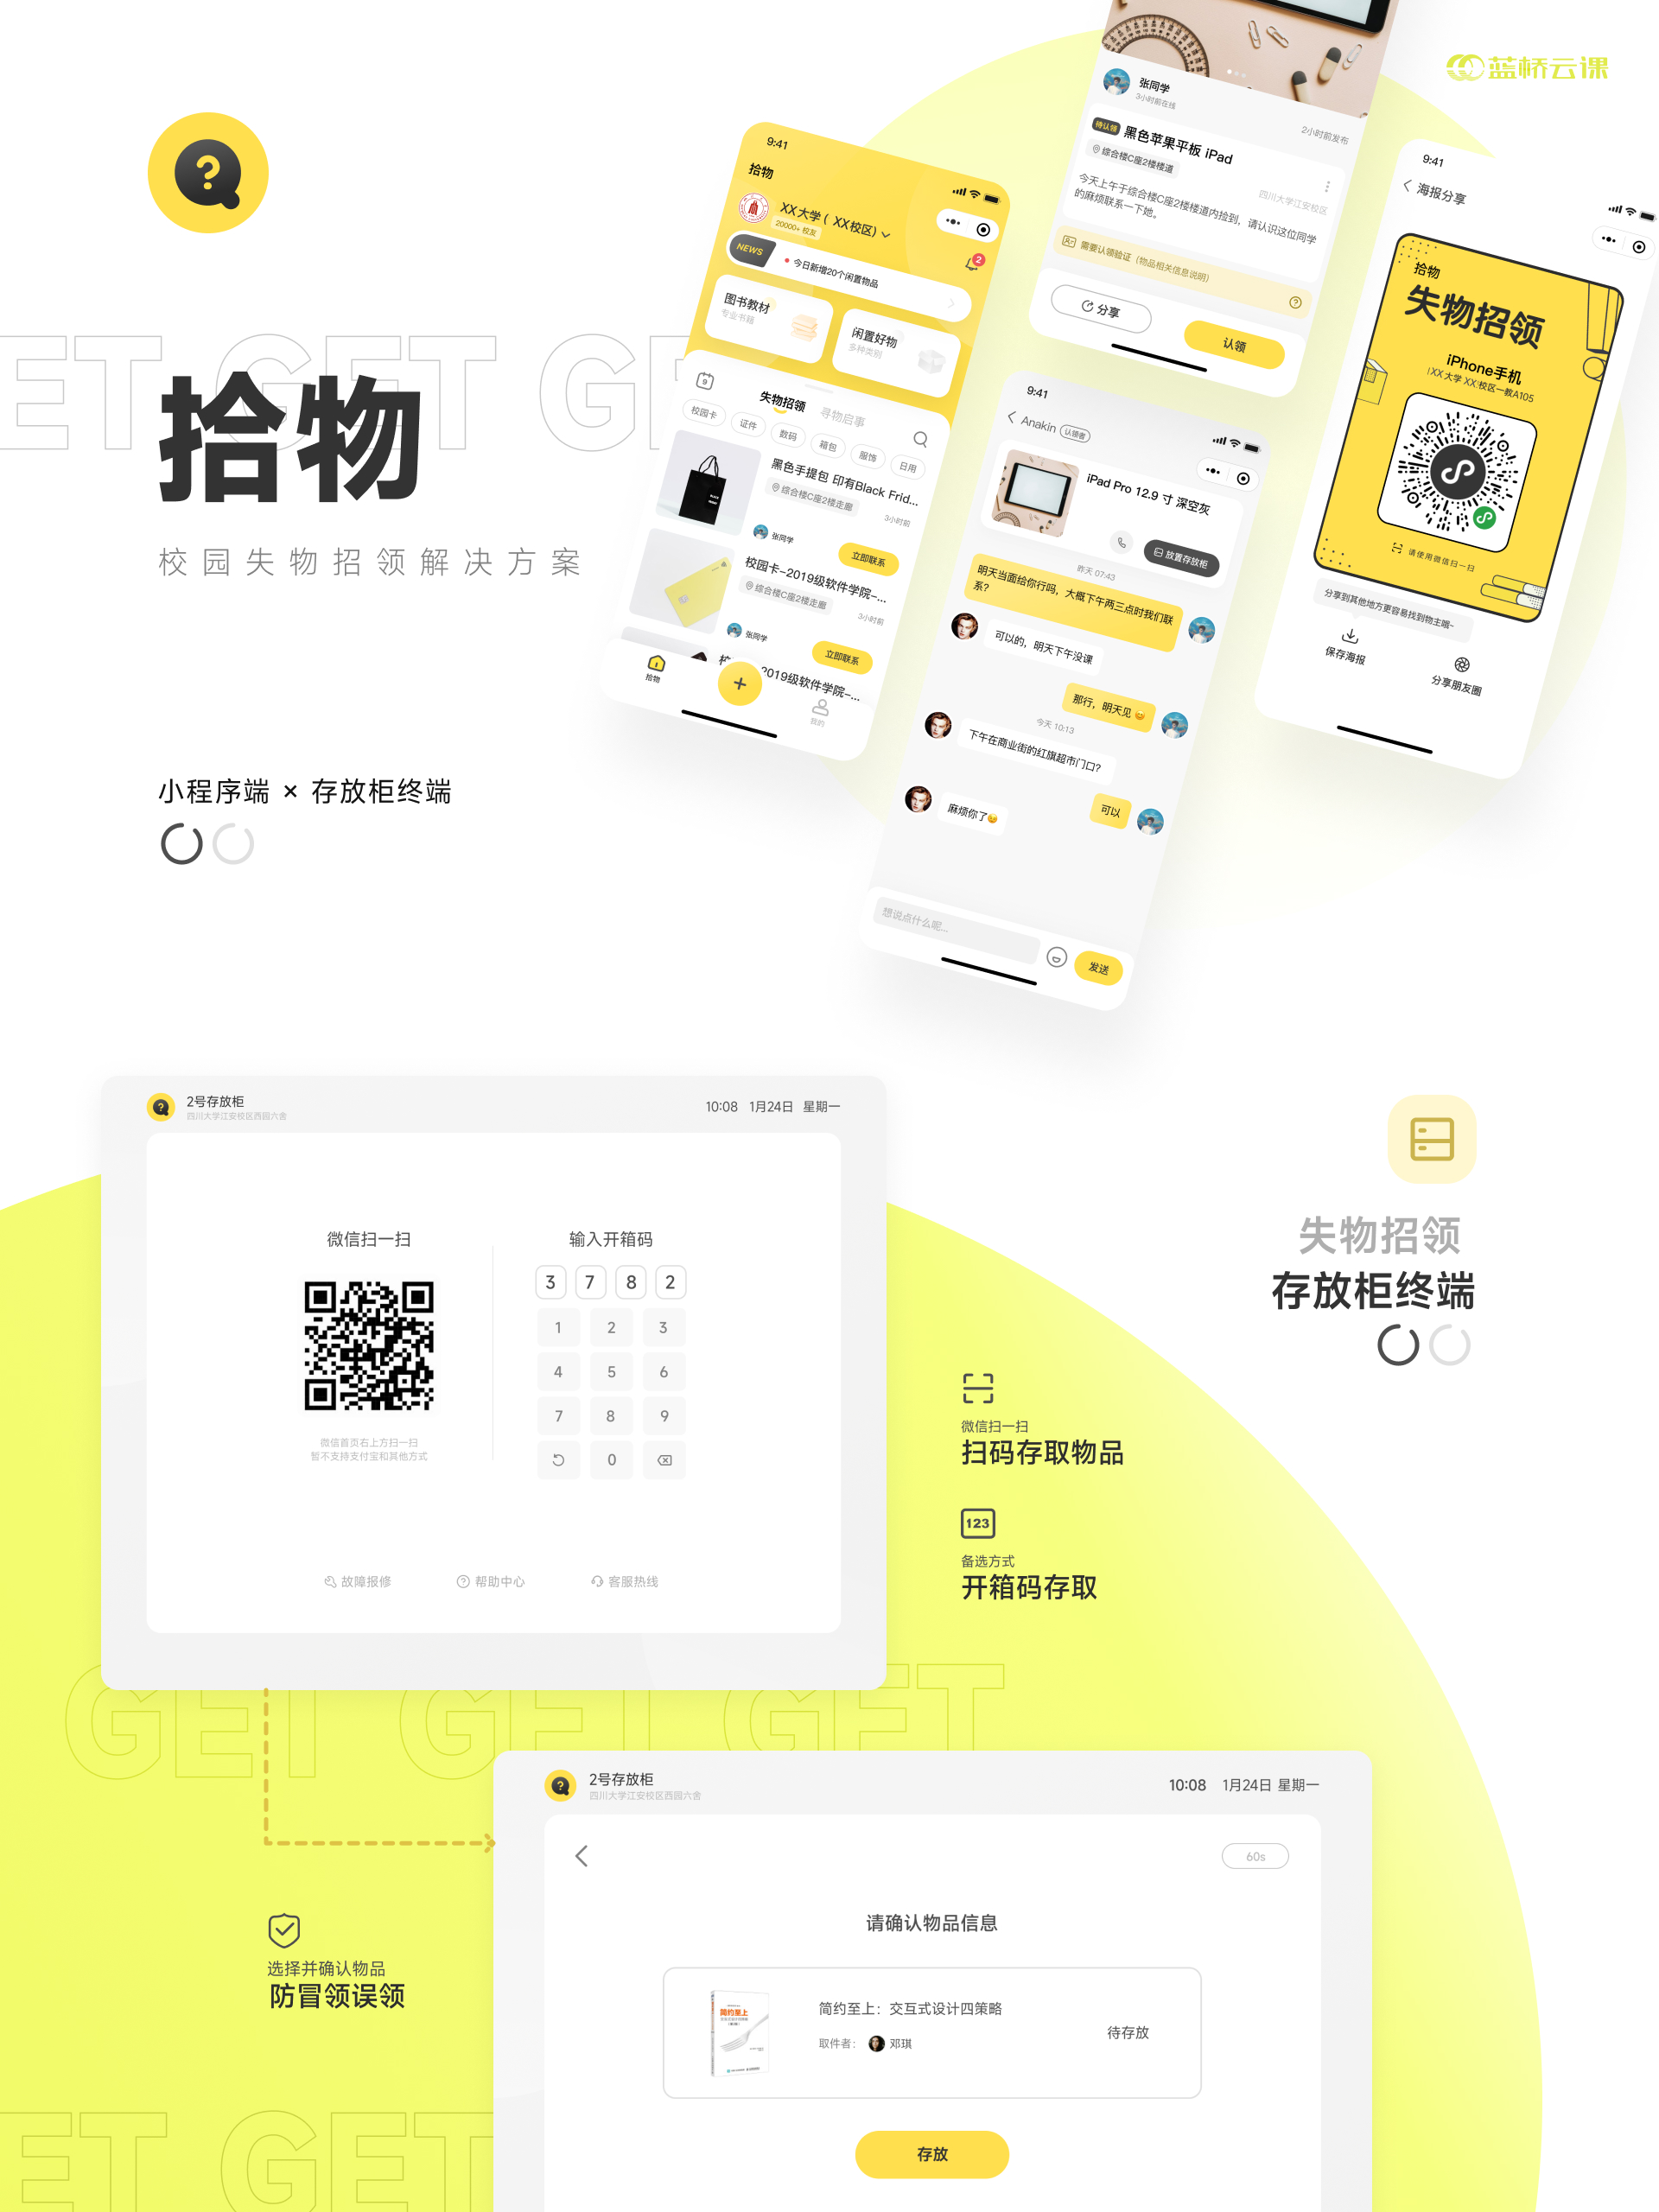 蓝桥云课
GET GET GET
拾物
校园失物招领解决方案
小程序端 × 存放柜终端
9:41
拾物
XX大学 ( XX校区)
20000+ 校友
2
NEWS
今日新增20个闲置物品
图书教材
专业书籍
闲置好物
多种类别
9
失物招领
寻物启事
校园卡
证件
数码
箱包
服饰
日用
黑色手提包 印有Black Frid...
综合楼C座2楼走廊
3小时前
张同学
立即联系
校园卡-2019级软件学院-...
综合楼C座2楼走廊
3小时前
张同学
立即联系
2019级软件学院-...
拾物
我的
张同学
3小时前在线
2小时前发布
待认领
黑色苹果平板 iPad
综合楼C座2楼楼道
四川大学江安校区
今天上午于综合楼C座2楼楼道内捡到，请认识这位同学
的麻烦联系一下她。
需要认领验证（物品相关信息说明）
分享
认领
9:41
Anakin
认领者
iPad Pro 12.9 寸 深空灰
放置存放柜
昨天 07:43
明天当面给你行吗，大概下午两三点时我们联
系？
可以的，明天下午没课
那行，明天见
今天 10:13
下午在商业街的红旗超市门口?
可以
麻烦你了
想说点什么呢...
发送
9:41
海报分享
拾物
失物招领
iPhone手机
XX 大学 XX校区一教A105
请使用微信扫一扫
分享到其他地方更容易找到物主哦~
保存海报
分享朋友圈
2号存放柜
四川大学江安校区西园六舍
10:08 1月24日 星期一
微信扫一扫
微信首页右上方扫一扫
暂不支持支付宝和其他方式
输入开箱码
3 7 8 2
1 2 3
4 5 6
7 8 9
0
故障报修
帮助中心
客服热线
失物招领
存放柜终端
微信扫一扫
扫码存取物品
123
备选方式
开箱码存取
GET GET GET
2号存放柜
四川大学江安校区西园六舍
10:08 1月24日 星期一
60s
请确认物品信息
简约至上
简约至上：交互式设计四策略
取件者：
邓琪
待存放
存放
选择并确认物品
防冒领误领
GET GET